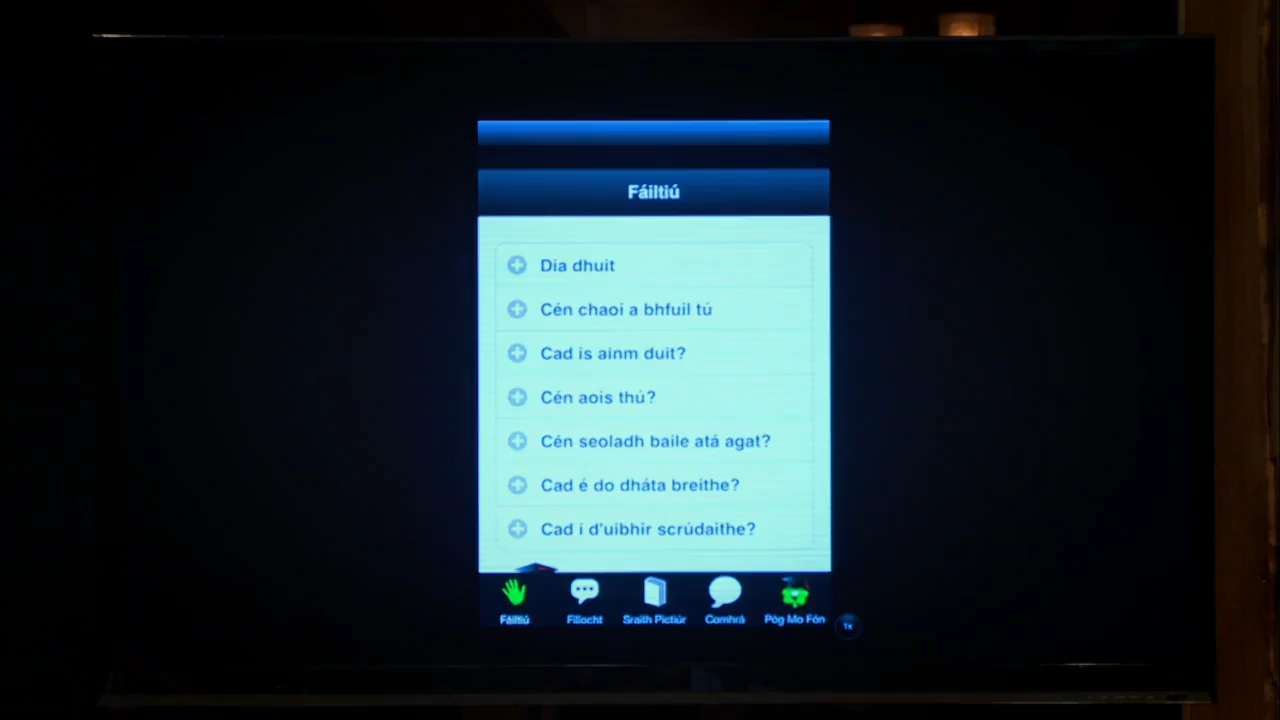 Fáiltiú
Dia dhuit
Cén chaoi a bhfuil tú
Cad is ainm duit?
Cén aois thú?
Cén seoladh baile atá agat?
Cad é do dháta breithe?
Cad í d'uibhir scrúdaithe?
Fáiltiú
Filíocht
Sraith Pictiúr
Comhrá
Póg Mo Fón
1x